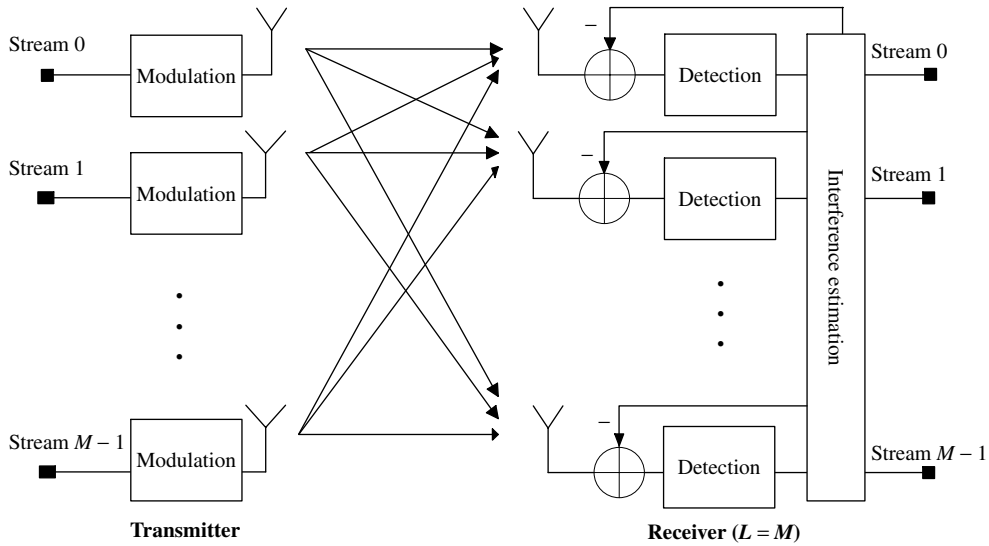 Stream 0
Modulation
−
Detection
Stream 0
Stream 1
Modulation
−
Detection
Stream 1
Interference estimation
Stream M − 1
Modulation
−
Detection
Stream M − 1
Transmitter
Receiver (L = M)